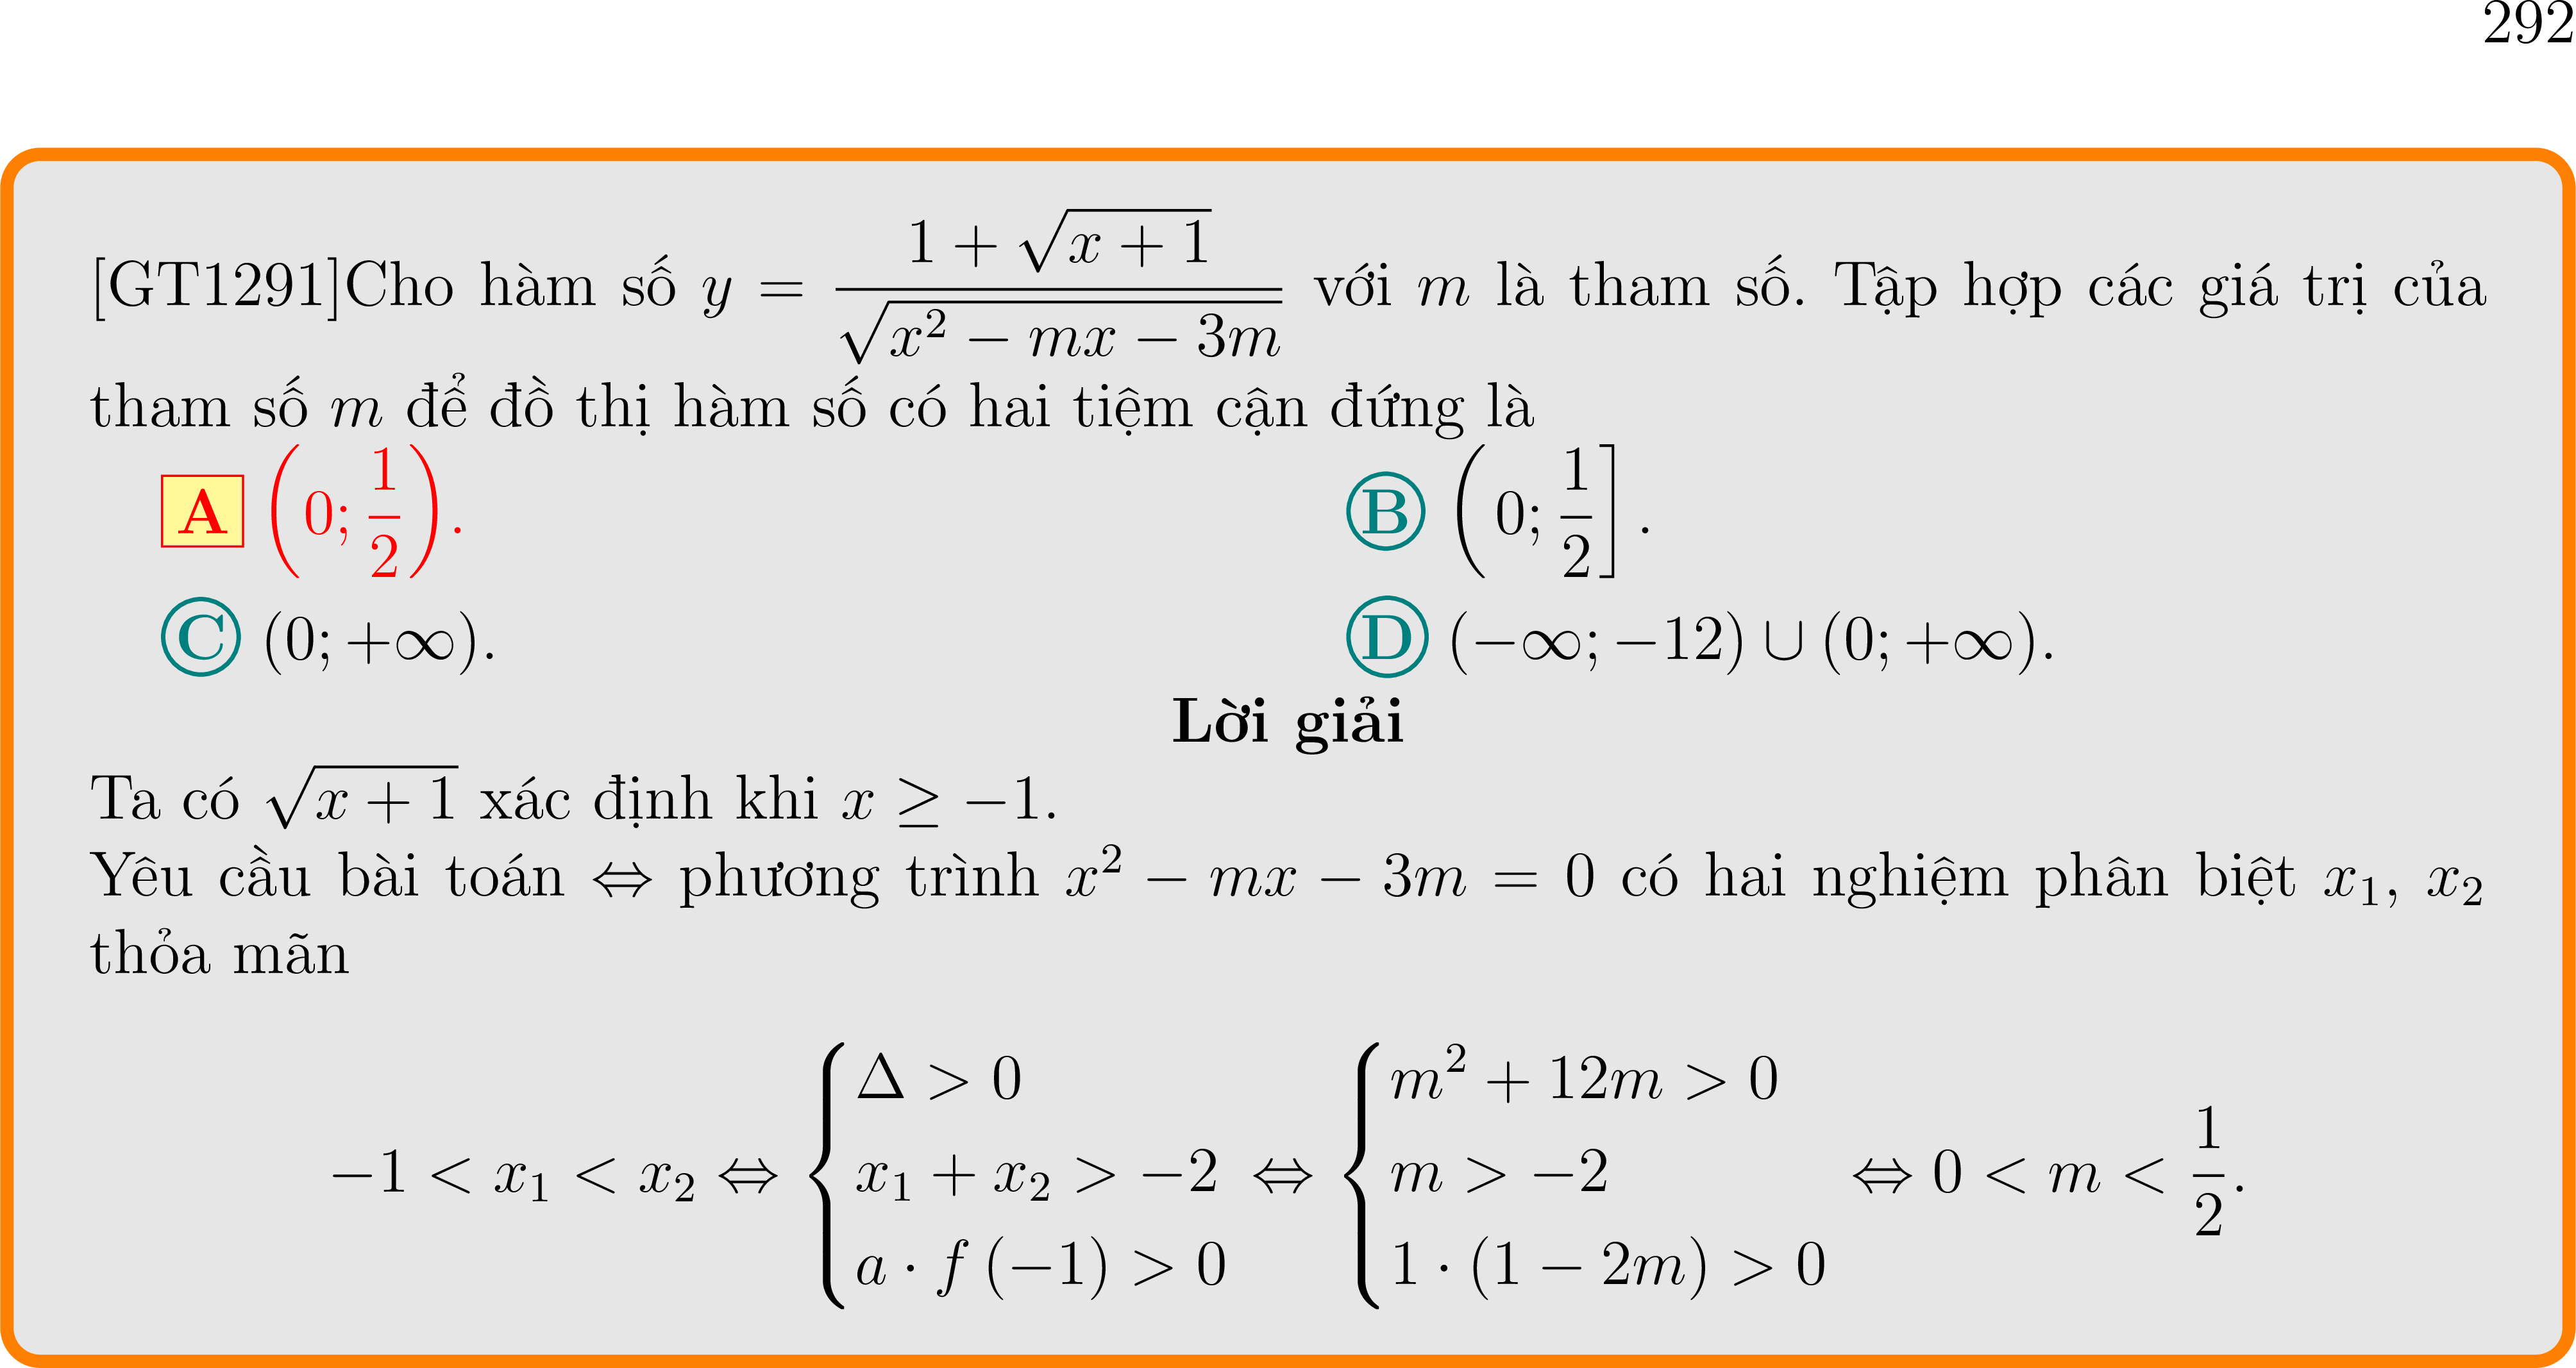 292
[GT1291]Cho hàm số $y = \dfrac{1 + \sqrt{x+1}}{\sqrt{x^2 - mx - 3m}}$ với $m$ là tham số. Tập hợp các giá trị của
tham số $m$ để đồ thị hàm số có hai tiệm cận đứng là
A $\left(0; \dfrac{1}{2}\right)$. B $\left(0; \dfrac{1}{2}\right]$.
C $(0; +\infty)$. D $(-\infty; -12) \cup (0; +\infty)$.
Lời giải
Ta có $\sqrt{x+1}$ xác định khi $x \geq -1$.
Yêu cầu bài toán $\Leftrightarrow$ phương trình $x^2 - mx - 3m = 0$ có hai nghiệm phân biệt $x_1$, $x_2$
thỏa mãn
$-1 < x_1 < x_2 \Leftrightarrow \begin{cases} \Delta > 0 \\ x_1 + x_2 > -2 \\ a \cdot f(-1) > 0 \end{cases} \Leftrightarrow \begin{cases} m^2 + 12m > 0 \\ m > -2 \\ 1 \cdot (1 - 2m) > 0 \end{cases} \Leftrightarrow 0 < m < \dfrac{1}{2}.$